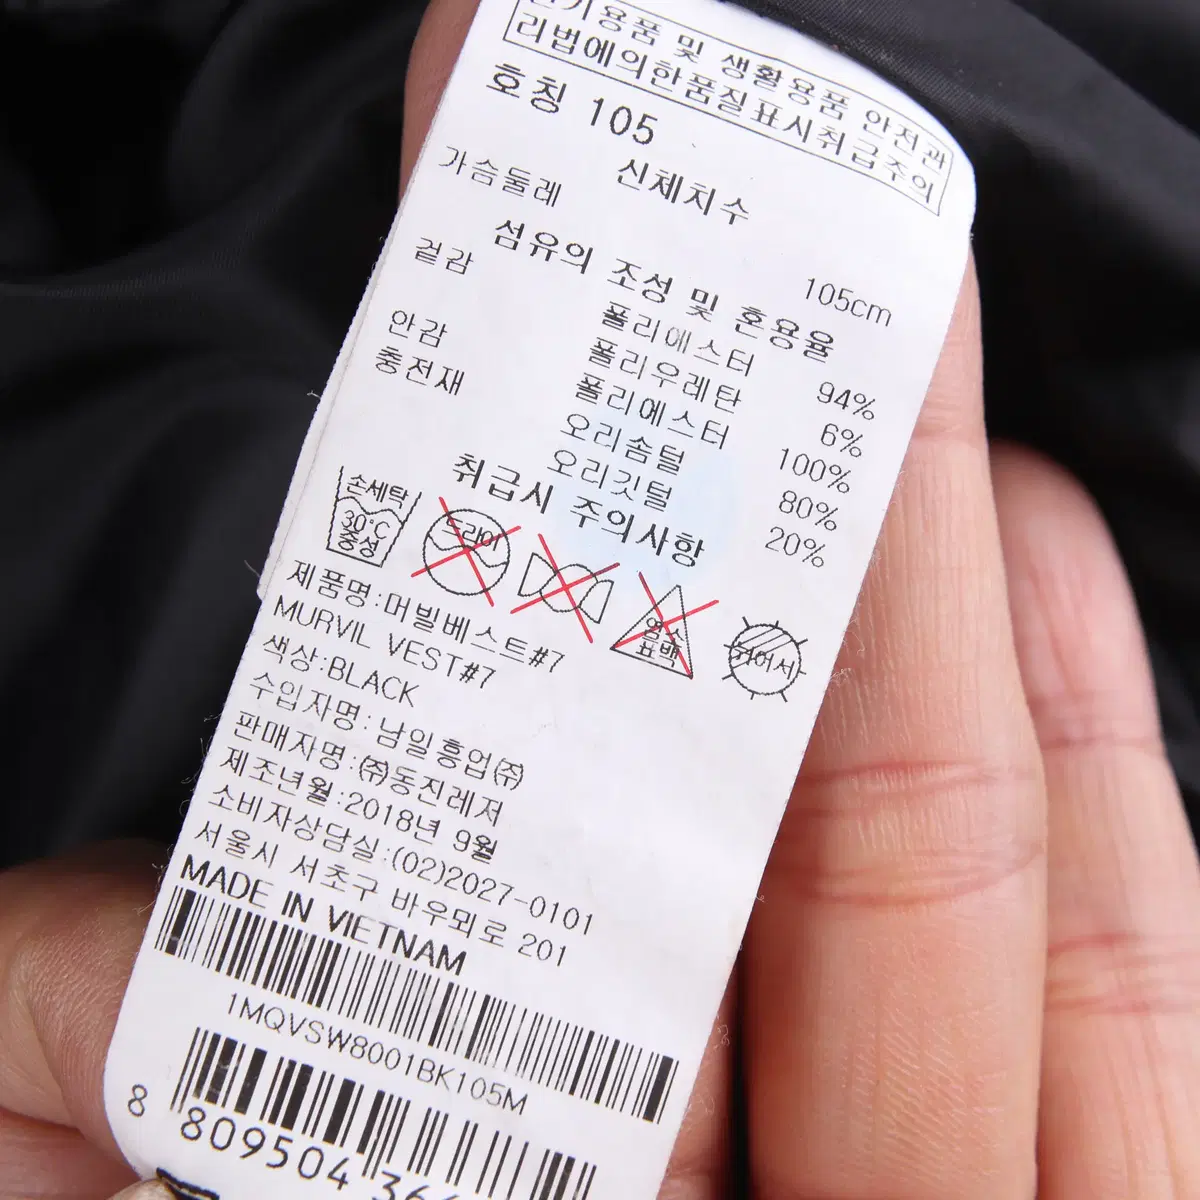 전기용품 및 생활용품 안전관
리법에의한품질표시취급주의
호칭 105
신체치수
가슴둘레 105cm
섬유의 조성 및 혼용율
겉감 폴리에스터 94%
폴리우레탄 6%
안감 폴리에스터 100%
충전재 오리솜털 80%
오리깃털 20%
취급시 주의사항
손세탁
30°C
중성
드라이
염소
표백
뉘어서
제품명:머빌베스트#7
MURVIL VEST#7
색상:BLACK
수입자명:남일흥업㈜
판매자명:㈜동진레저
제조년월:2018년 9월
소비자상담실:(02)2027-0101
서울시 서초구 바우뫼로 201
MADE IN VIETNAM
1MQVSW8001BK105M
8 809504